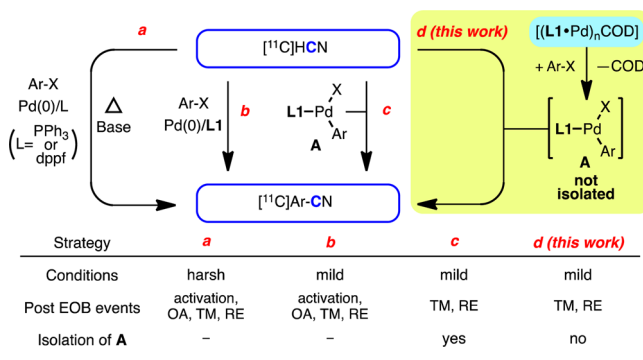 a
[¹¹C]HCN
d (this work)
[(L1•Pd)nCOD]
+ Ar-X
–COD
Ar-X
Pd(0)/L
(L= PPh₃
or
dppf)
Δ
Base
Ar-X
Pd(0)/L1
b
X
L1–Pd
Ar
A
c
X
L1–Pd
Ar
A
not
isolated
[¹¹C]Ar-CN
Strategy a b c d (this work)
Conditions harsh mild mild mild
Post EOB events activation, OA, TM, RE activation, OA, TM, RE TM, RE TM, RE
Isolation of A – – yes no